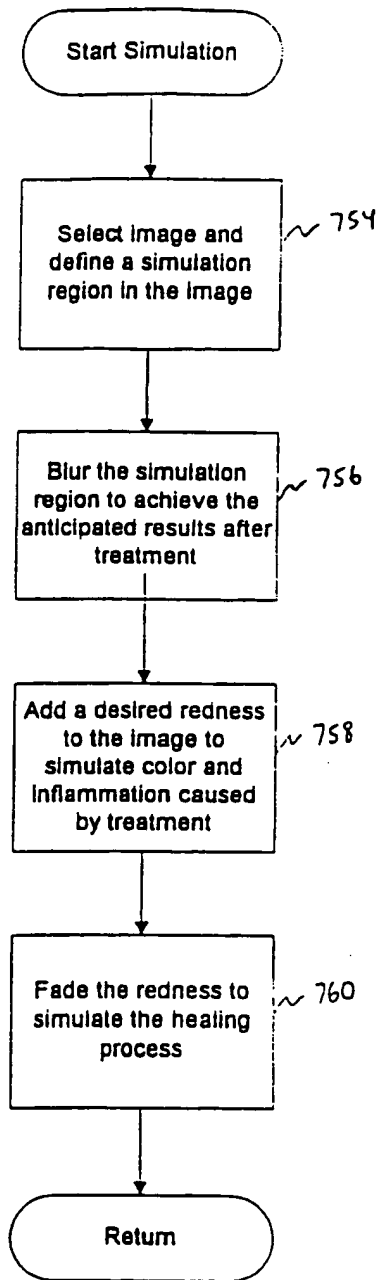 Start Simulation
Select image and
define a simulation
region in the image
754
Blur the simulation
region to achieve the
anticipated results after
treatment
756
Add a desired redness
to the image to
simulate color and
inflammation caused
by treatment
758
Fade the redness to
simulate the healing
process
760
Return